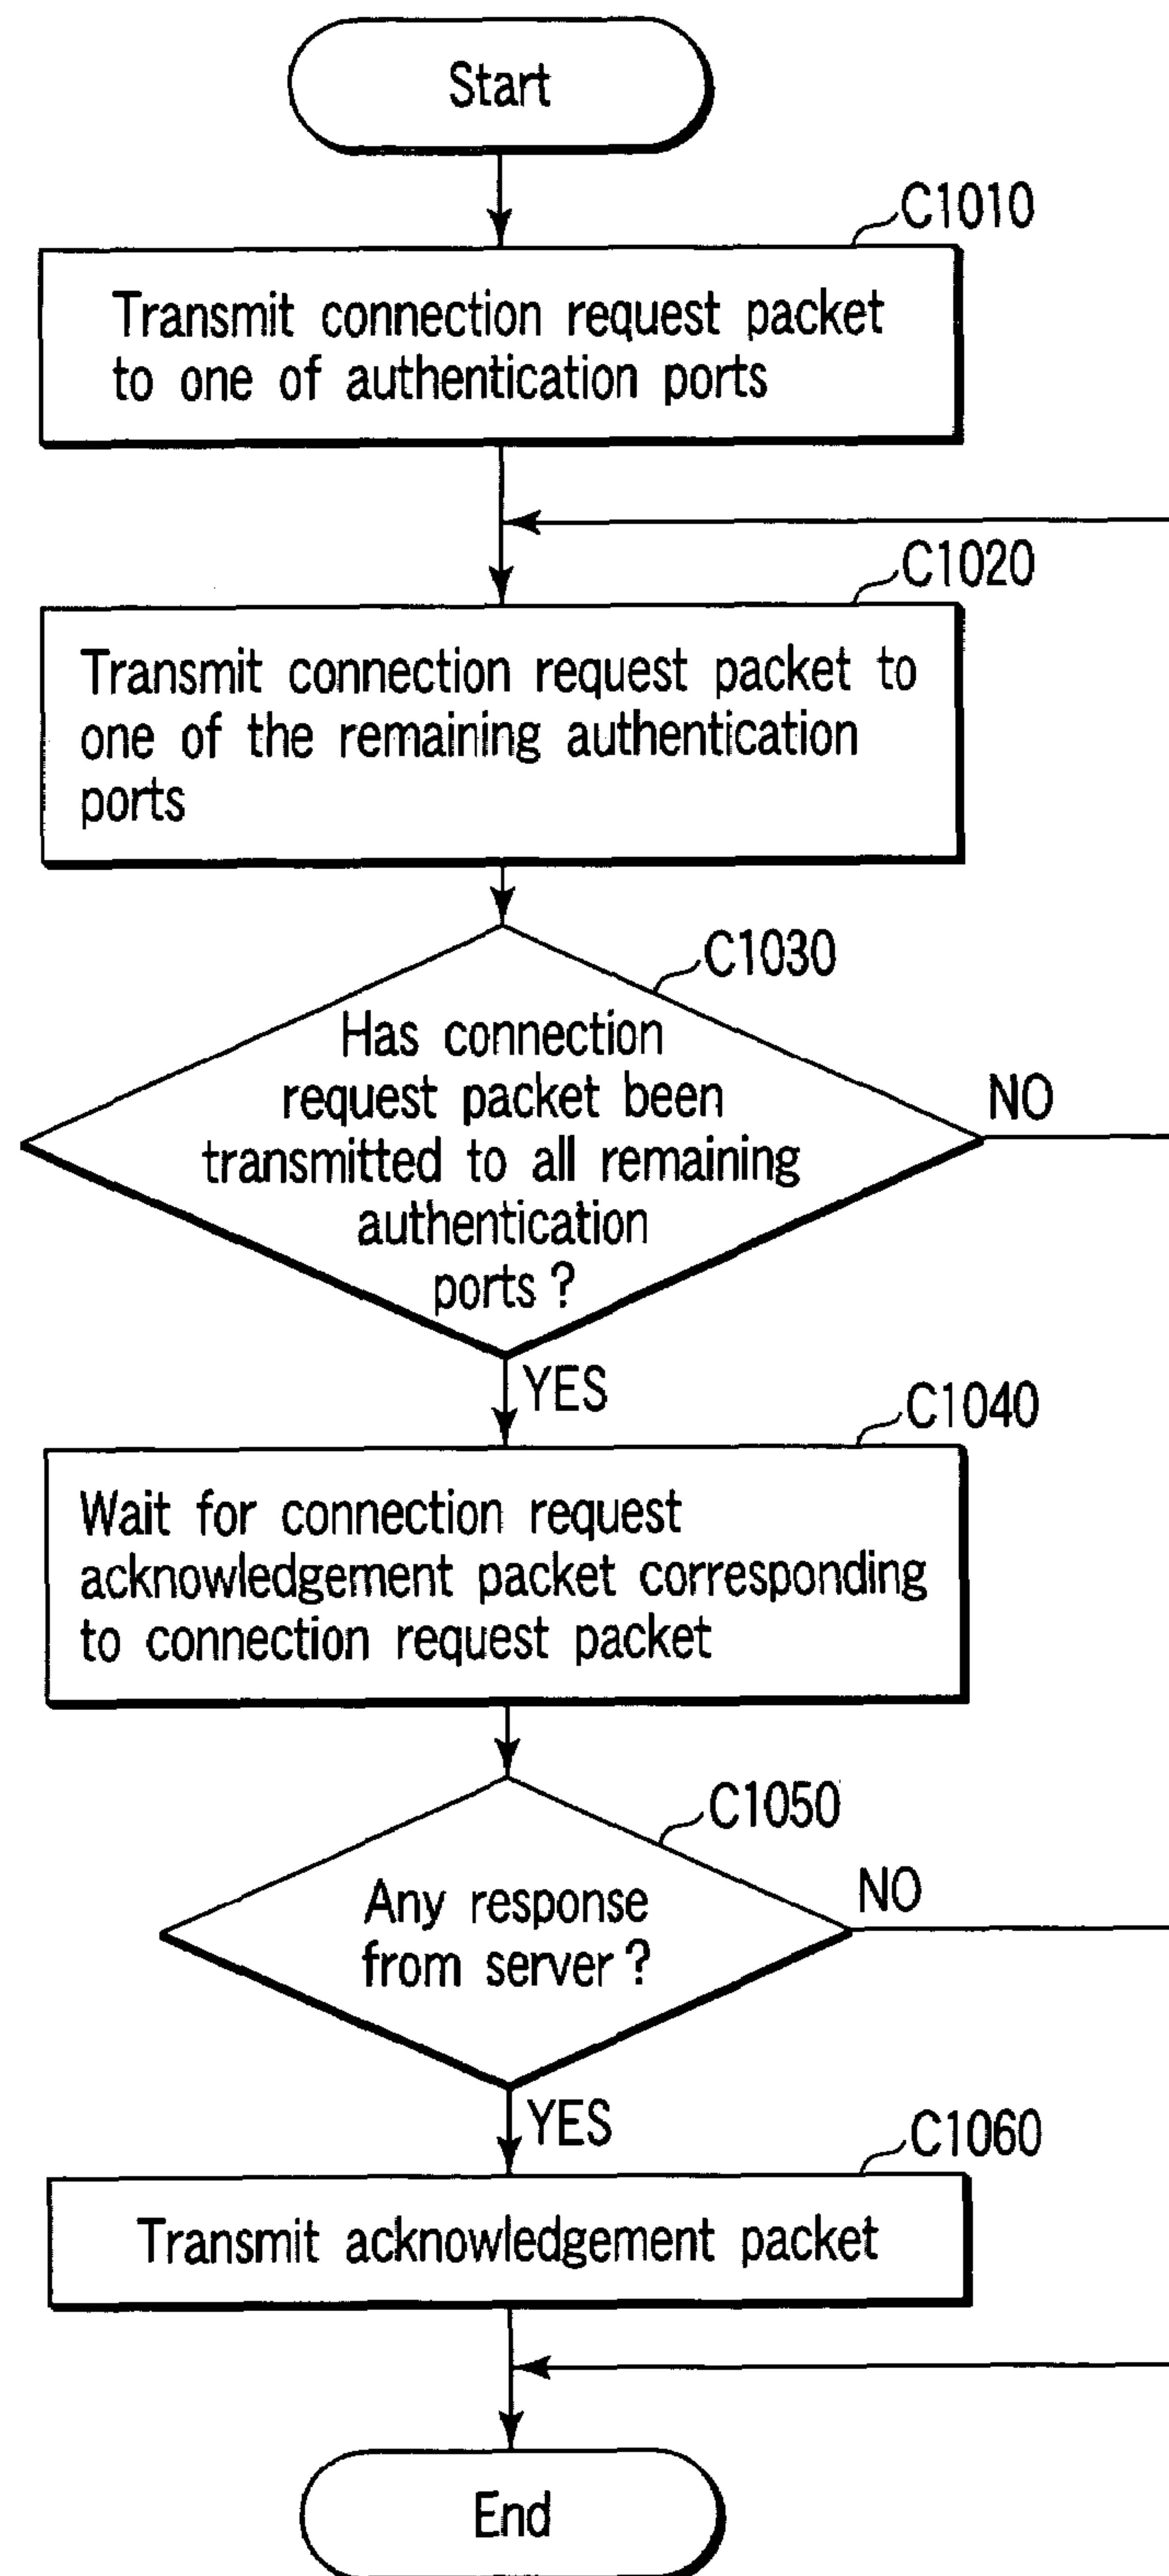 Start
C1010
Transmit connection request packet
to one of authentication ports
C1020
Transmit connection request packet to
one of the remaining authentication
ports
C1030
Has connection
request packet been
transmitted to all remaining
authentication
ports ?
NO
YES
C1040
Wait for connection request
acknowledgement packet corresponding
to connection request packet
C1050
Any response
from server ?
NO
YES
C1060
Transmit acknowledgement packet
End